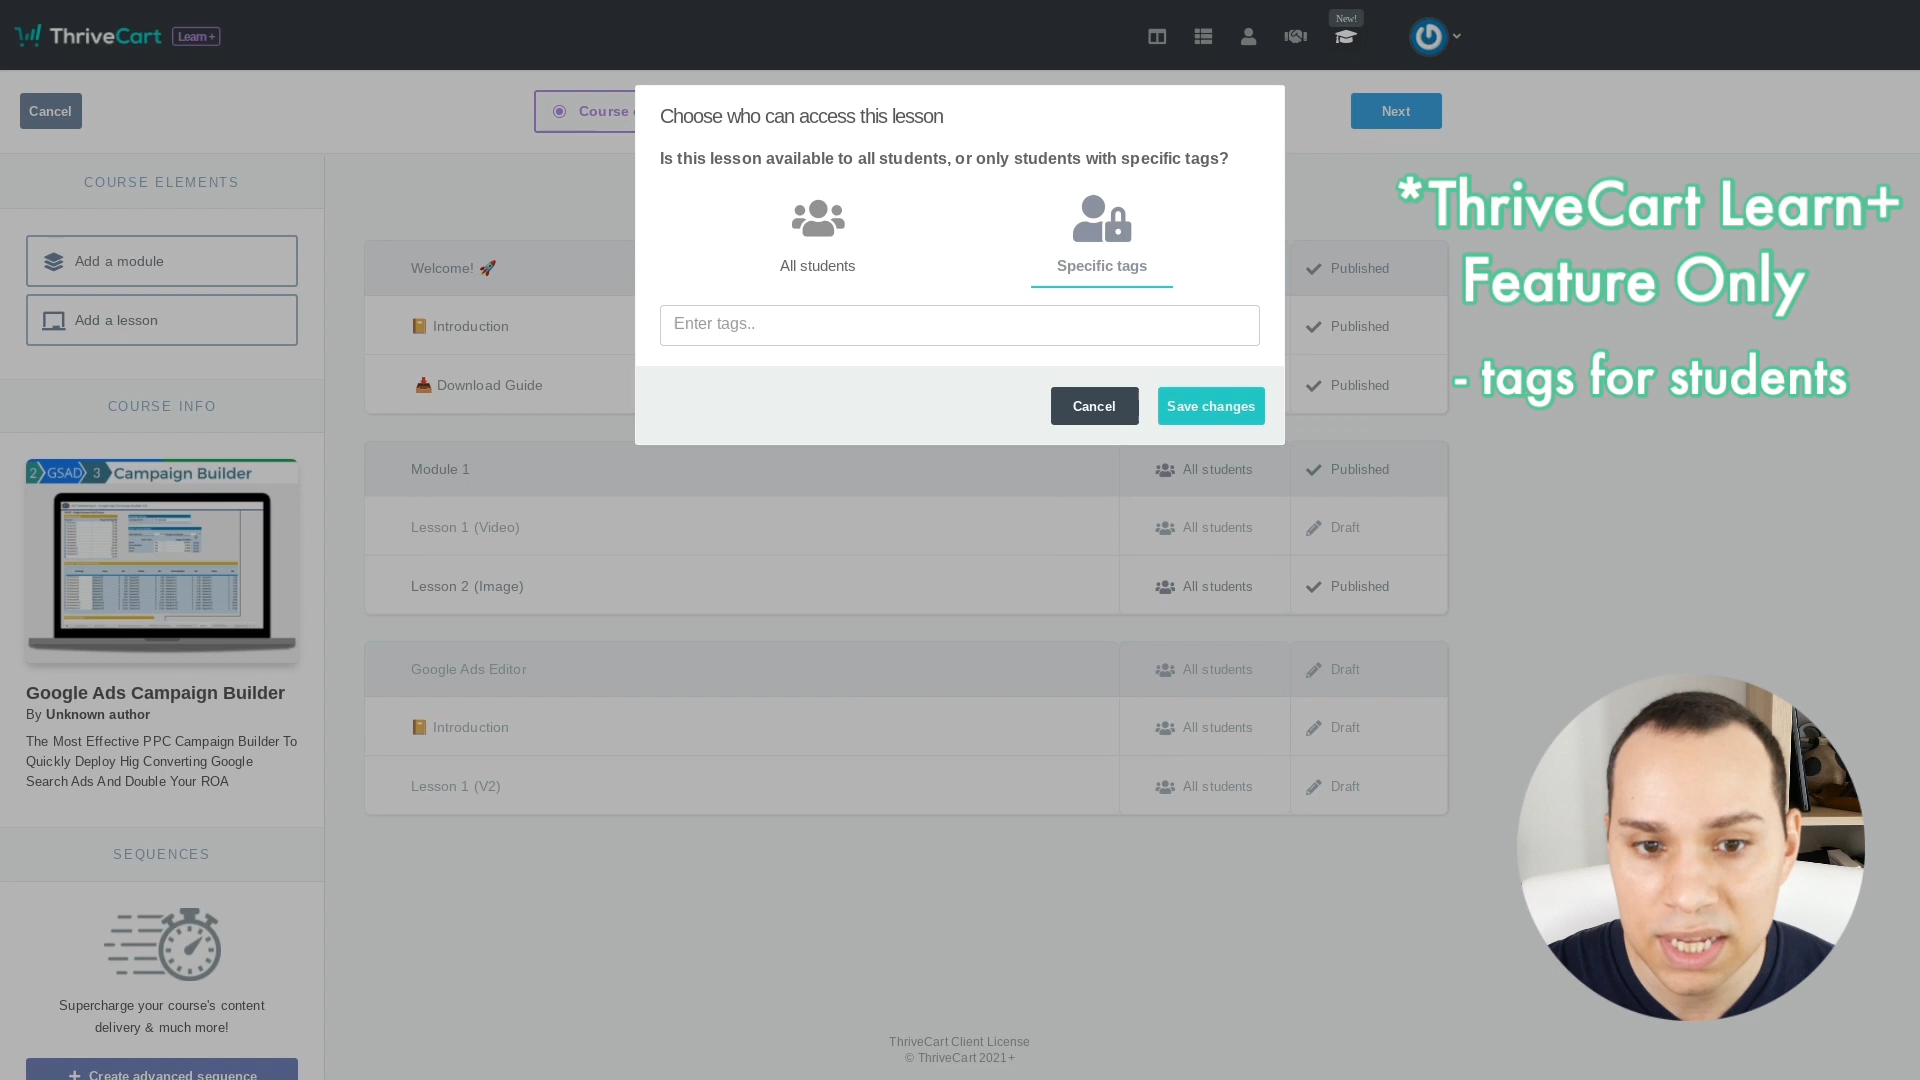 ThriveCart Learn +
New!
Cancel
Course
Next
Choose who can access this lesson
Is this lesson available to all students, or only students with specific tags?
All students
Specific tags
Enter tags..
Cancel
Save changes
*ThriveCart Learn+
Feature Only
- tags for students
COURSE ELEMENTS
Add a module
Add a lesson
COURSE INFO
2 GSAD 3 Campaign Builder
Google Ads Campaign Builder
By Unknown author
The Most Effective PPC Campaign Builder To
Quickly Deploy Hig Converting Google
Search Ads And Double Your ROA
SEQUENCES
Supercharge your course's content
delivery & much more!
+ Create advanced sequence
Welcome! 🚀
Published
📔 Introduction
Published
📥 Download Guide
Published
Module 1
All students
Published
Lesson 1 (Video)
All students
Draft
Lesson 2 (Image)
All students
Published
Google Ads Editor
All students
Draft
📔 Introduction
All students
Draft
Lesson 1 (V2)
All students
Draft
ThriveCart Client License
© ThriveCart 2021+